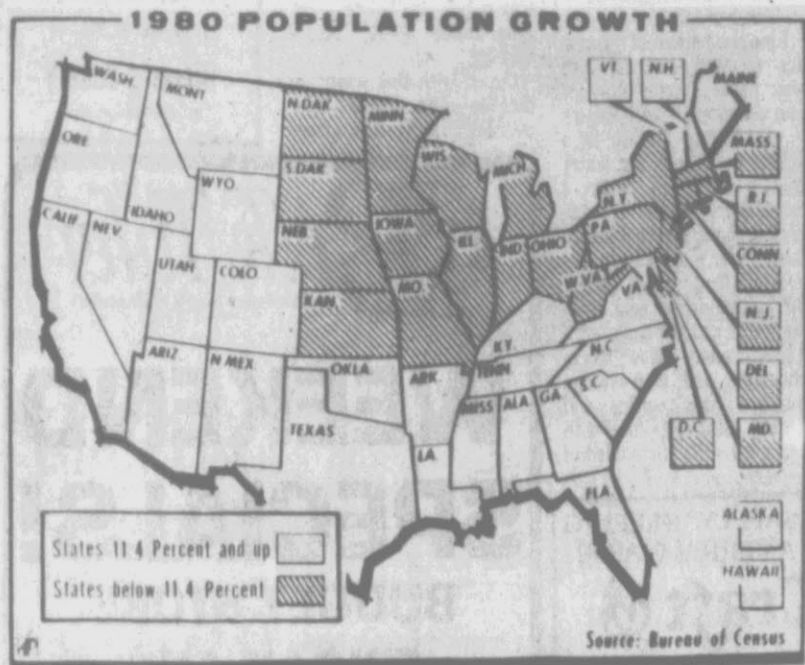 1980 POPULATION GROWTH
WASH.
MONT.
N.DAK.
MINN.
VT.
N.H.
MAINE
ORE.
S.DAK.
WIS.
MICH.
MASS.
IDAHO
WYO.
N.Y.
R.I.
CALIF.
NEV.
NEB.
IOWA
ILL.
IND.
OHIO
PA.
CONN.
UTAH
COLO.
KAN.
MO.
W.VA.
VA.
N.J.
ARIZ.
N.MEX.
OKLA.
ARK.
KY.
TENN.
N.C.
DEL.
TEXAS
LA.
MISS.
ALA.
GA.
S.C.
D.C.
MD.
FLA.
ALASKA
HAWAII
States 11.4 Percent and up
States below 11.4 Percent
AP
Source: Bureau of Census